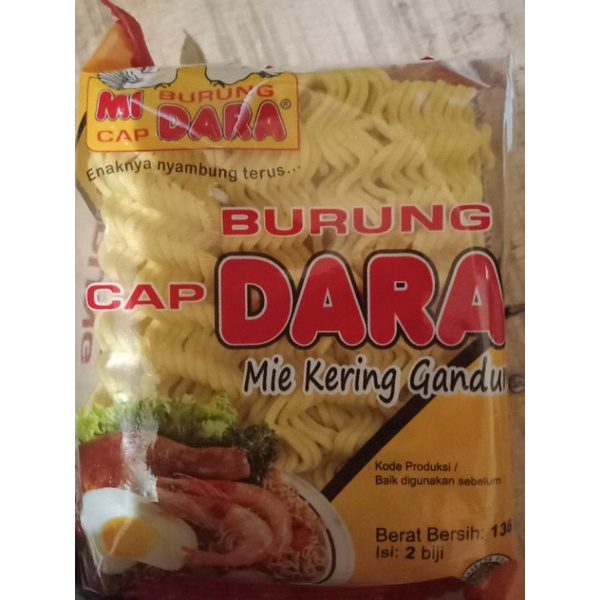 MI BURUNG
CAP DARA®
Enaknya nyambung terus...
BURUNG
CAP DARA
Mie Kering Gandu
Kode Produksi /
Baik digunakan sebelum
Berat Bersih: 136
Isi: 2 biji